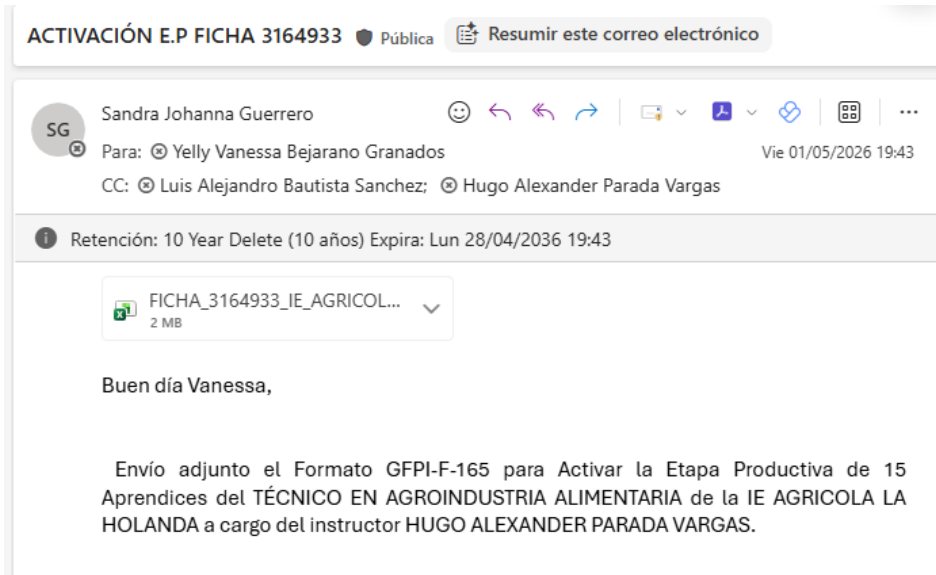 ACTIVACIÓN E.P FICHA 3164933 Pública Resumir este correo electrónico
SG
Sandra Johanna Guerrero
Para: Yelly Vanessa Bejarano Granados
Vie 01/05/2026 19:43
CC: Luis Alejandro Bautista Sanchez; Hugo Alexander Parada Vargas
Retención: 10 Year Delete (10 años) Expira: Lun 28/04/2036 19:43
FICHA_3164933_IE_AGRICOL...
2 MB
Buen día Vanessa,
Envío adjunto el Formato GFPI-F-165 para Activar la Etapa Productiva de 15
Aprendices del TÉCNICO EN AGROINDUSTRIA ALIMENTARIA de la IE AGRICOLA LA
HOLANDA a cargo del instructor HUGO ALEXANDER PARADA VARGAS.